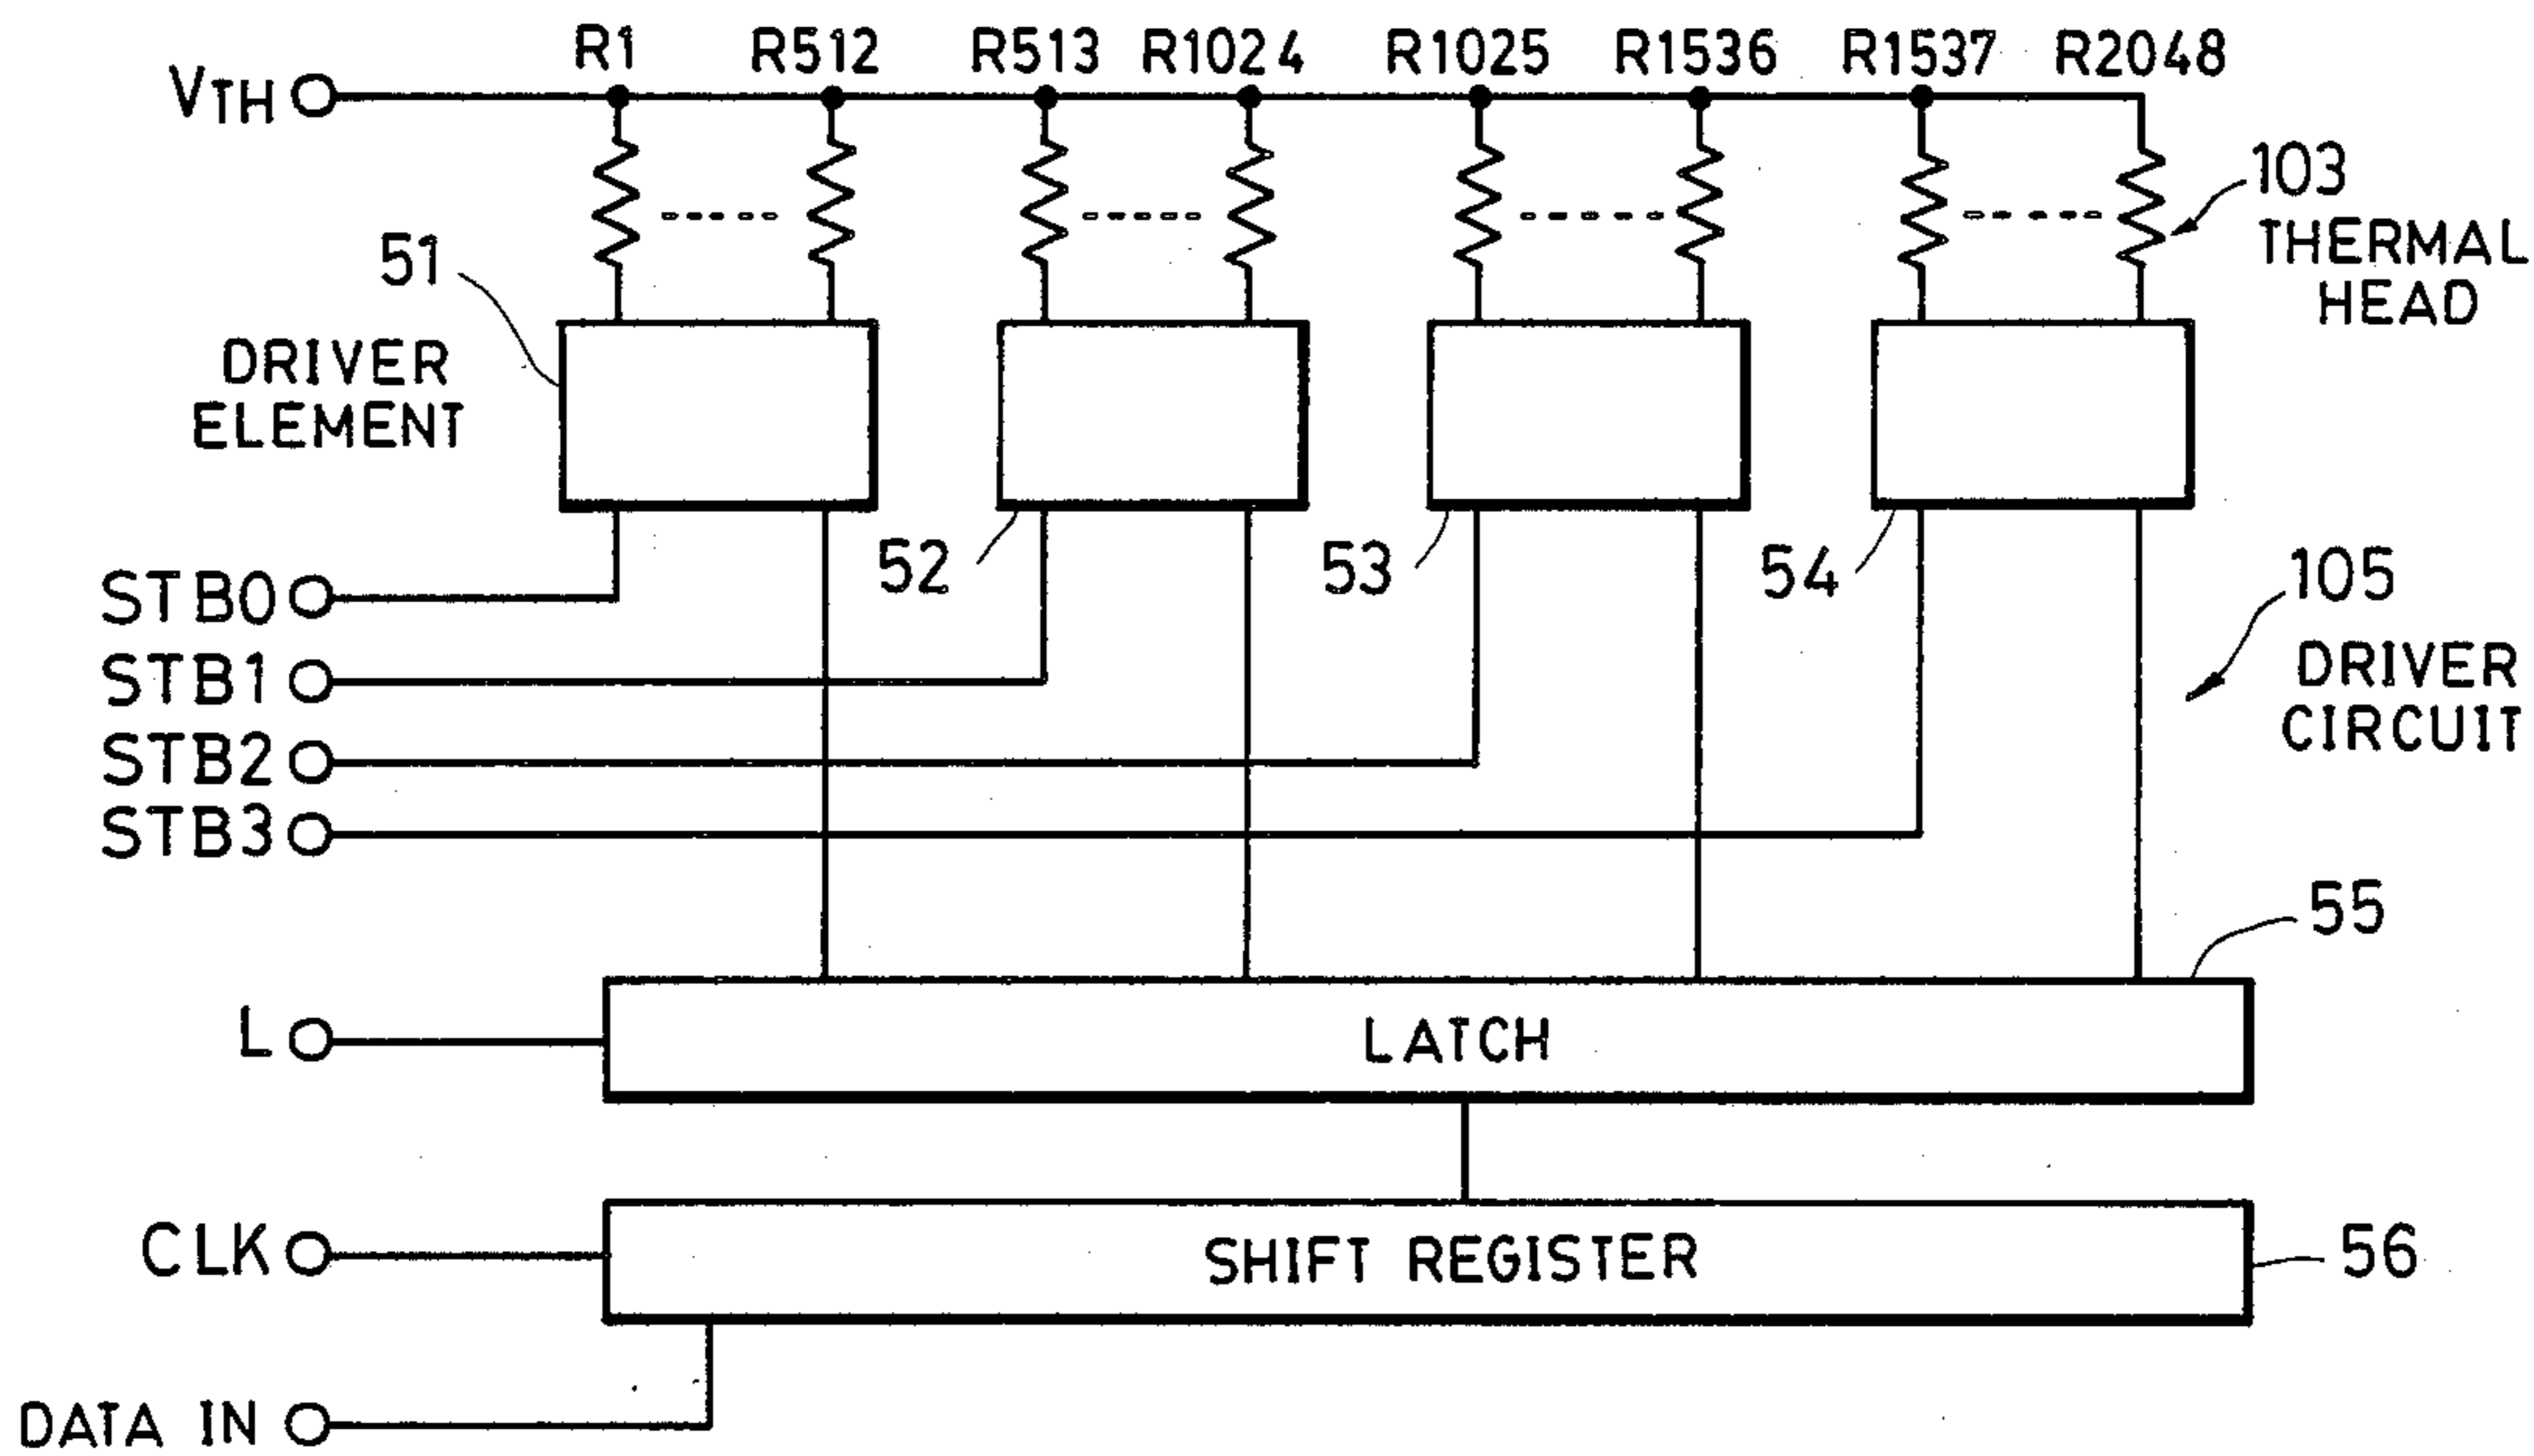 R1 R512 R513 R1024 R1025 R1536 R1537 R2048
VTH
103
THERMAL
HEAD
51
DRIVER
ELEMENT
52
53
54
STB0
STB1
STB2
STB3
105
DRIVER
CIRCUIT
55
L
LATCH
CLK
SHIFT REGISTER
56
DATA IN